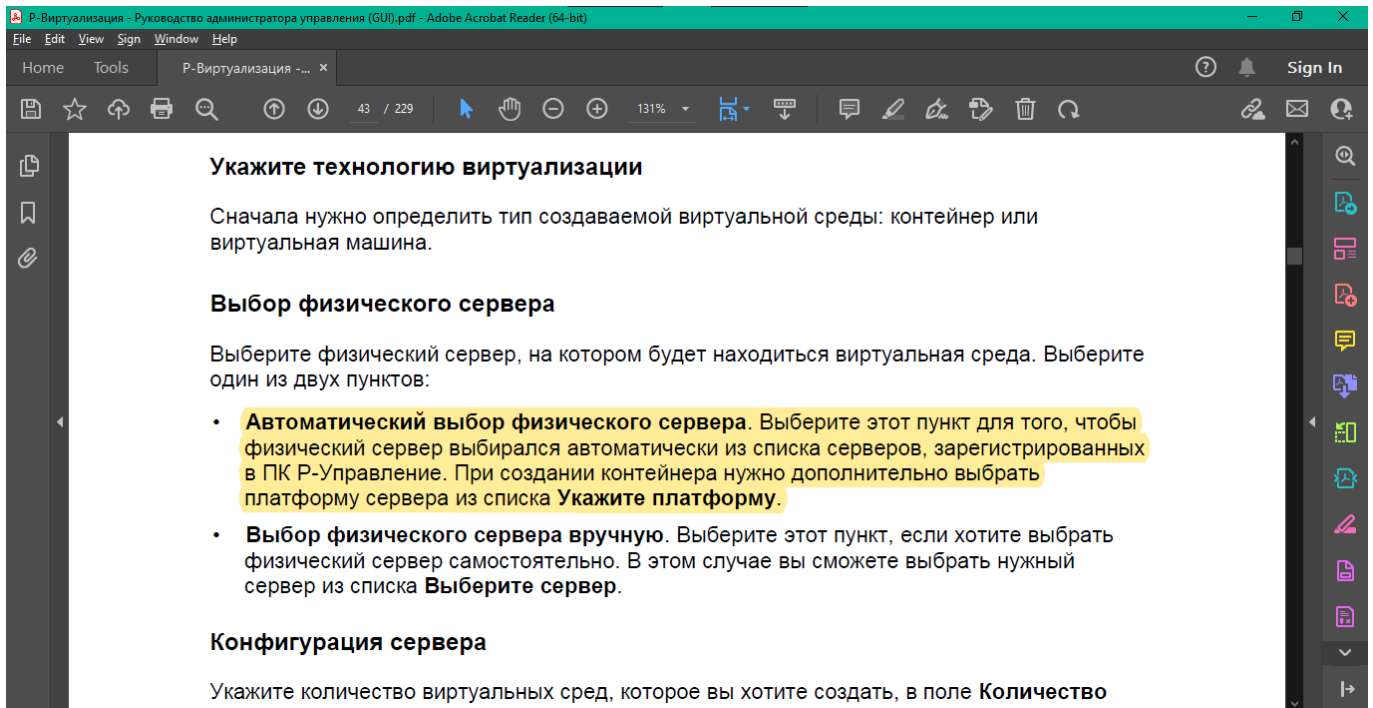 Р-Виртуализация - Руководство администратора управления (GUI).pdf - Adobe Acrobat Reader (64-bit)
File Edit View Sign Window Help
Home Tools Р-Виртуализация -... × Sign In
43 / 229 131%
Укажите технологию виртуализации
Сначала нужно определить тип создаваемой виртуальной среды: контейнер или
виртуальная машина.
Выбор физического сервера
Выберите физический сервер, на котором будет находиться виртуальная среда. Выберите
один из двух пунктов:
• Автоматический выбор физического сервера. Выберите этот пункт для того, чтобы
физический сервер выбирался автоматически из списка серверов, зарегистрированных
в ПК Р-Управление. При создании контейнера нужно дополнительно выбрать
платформу сервера из списка Укажите платформу.
• Выбор физического сервера вручную. Выберите этот пункт, если хотите выбрать
физический сервер самостоятельно. В этом случае вы сможете выбрать нужный
сервер из списка Выберите сервер.
Конфигурация сервера
Укажите количество виртуальных сред, которое вы хотите создать, в поле Количество